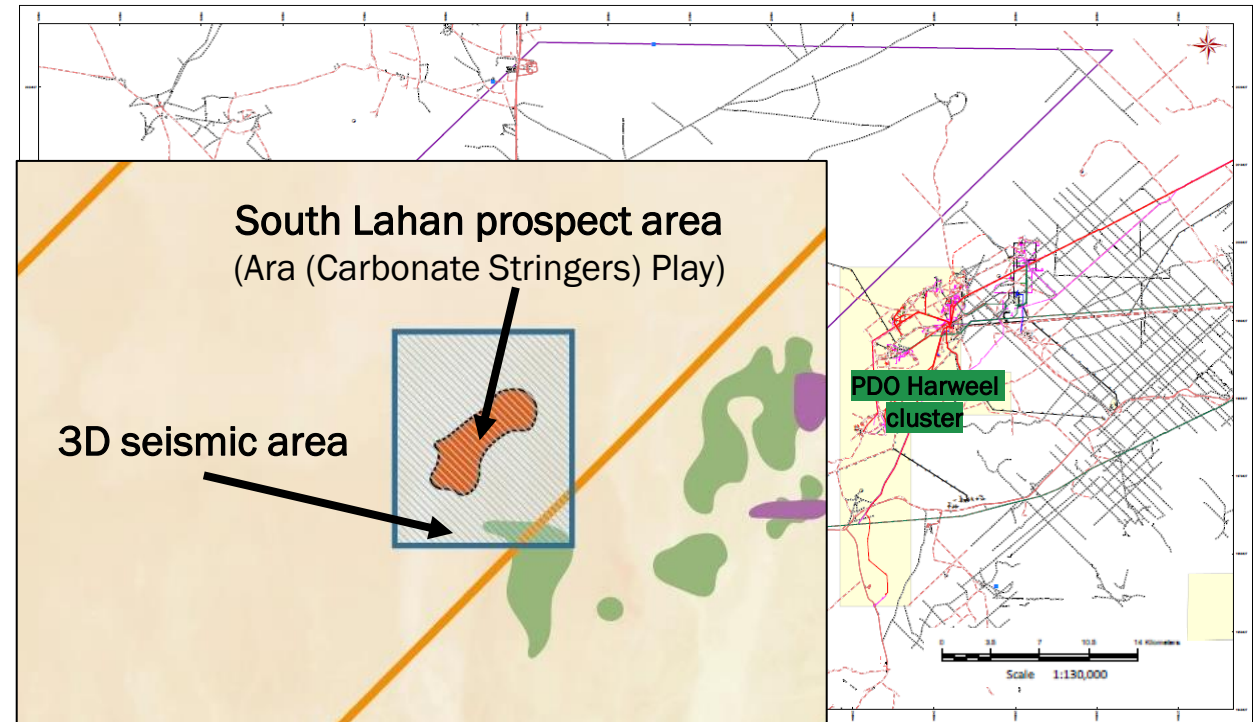 South Lahan prospect area
(Ara (Carbonate Stringers) Play)
3D seismic area
PDO Harweel
cluster
0 3.5 7 10.5 14 Kilometers
Scale 1:130,000